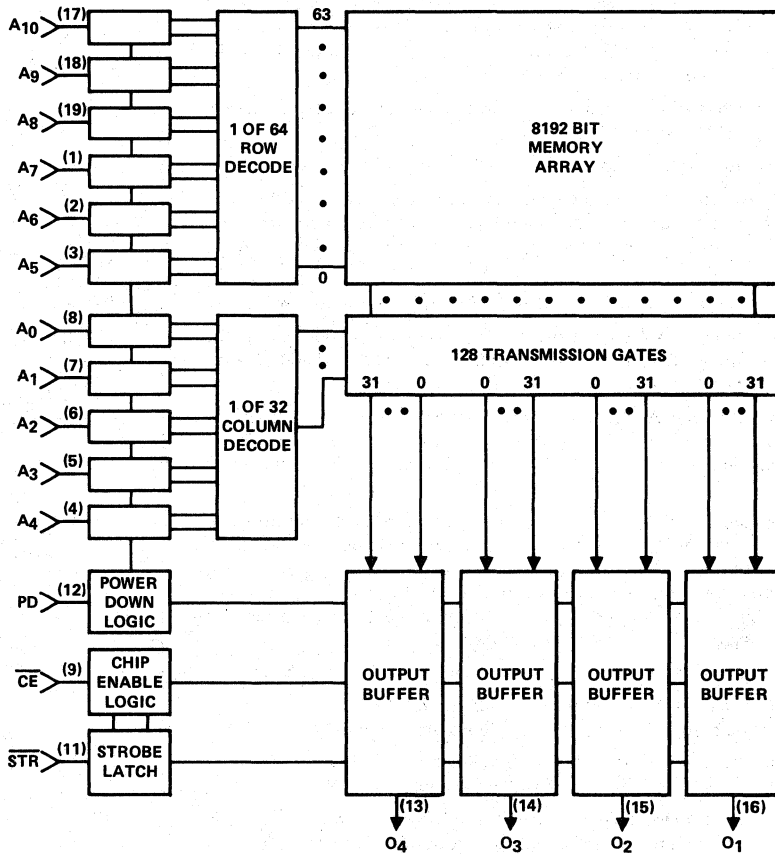 A10 (17)
A9 (18)
A8 (19)
A7 (1)
A6 (2)
A5 (3)
1 OF 64
ROW
DECODE
63
0
8192 BIT
MEMORY
ARRAY
A0 (8)
A1 (7)
A2 (6)
A3 (5)
A4 (4)
1 OF 32
COLUMN
DECODE
128 TRANSMISSION GATES
31 0 0 31 0 31 0 31
PD (12)
POWER
DOWN
LOGIC
CE (9)
CHIP
ENABLE
LOGIC
STR (11)
STROBE
LATCH
OUTPUT
BUFFER
OUTPUT
BUFFER
OUTPUT
BUFFER
OUTPUT
BUFFER
(13) (14) (15) (16)
O4 O3 O2 O1